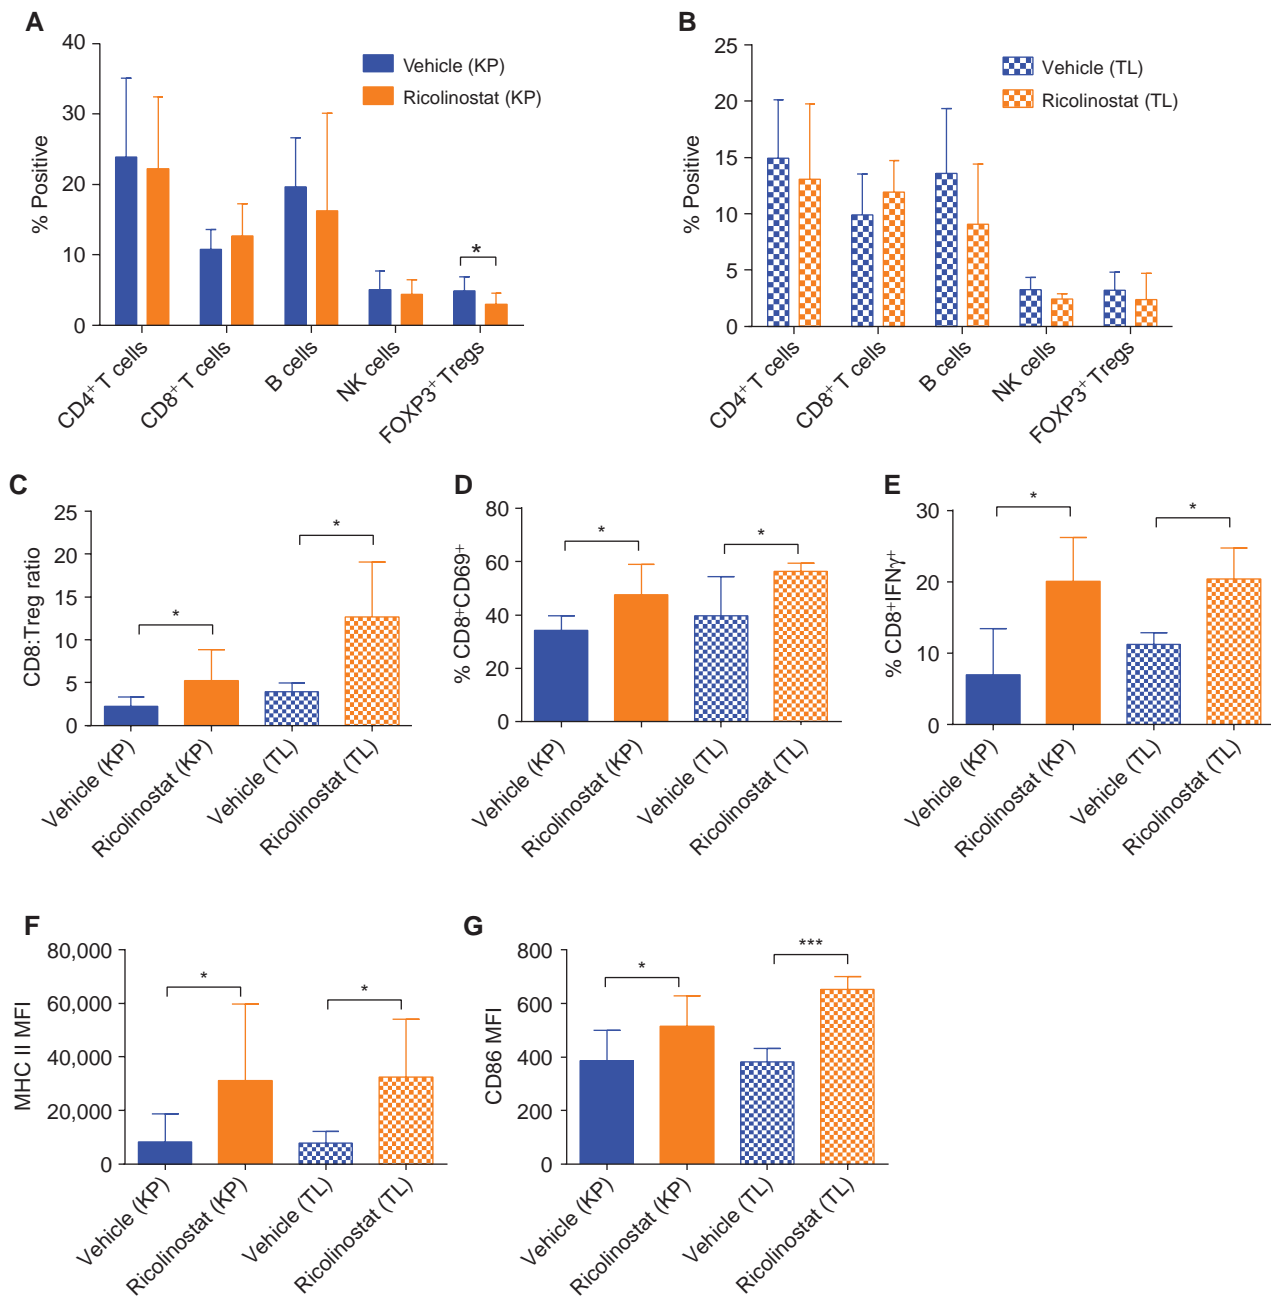 A
40
30
20
10
0
% Positive
Vehicle (KP)
Ricolinostat (KP)
*
CD4+ T cells
CD8+ T cells
B cells
NK cells
FOXP3+ Tregs
B
25
20
15
10
5
0
% Positive
Vehicle (TL)
Ricolinostat (TL)
CD4+ T cells
CD8+ T cells
B cells
NK cells
FOXP3+ Tregs
C
25
20
15
10
5
0
CD8:Treg ratio
*
*
Vehicle (KP)
Ricolinostat (KP)
Vehicle (TL)
Ricolinostat (TL)
D
80
60
40
20
0
% CD8+CD69+
*
*
Vehicle (KP)
Ricolinostat (KP)
Vehicle (TL)
Ricolinostat (TL)
E
30
20
10
0
% CD8+IFNγ+
*
*
Vehicle (KP)
Ricolinostat (KP)
Vehicle (TL)
Ricolinostat (TL)
F
80,000
60,000
40,000
20,000
0
MHC II MFI
*
*
Vehicle (KP)
Ricolinostat (KP)
Vehicle (TL)
Ricolinostat (TL)
G
800
600
400
200
0
CD86 MFI
*
***
Vehicle (KP)
Ricolinostat (KP)
Vehicle (TL)
Ricolinostat (TL)